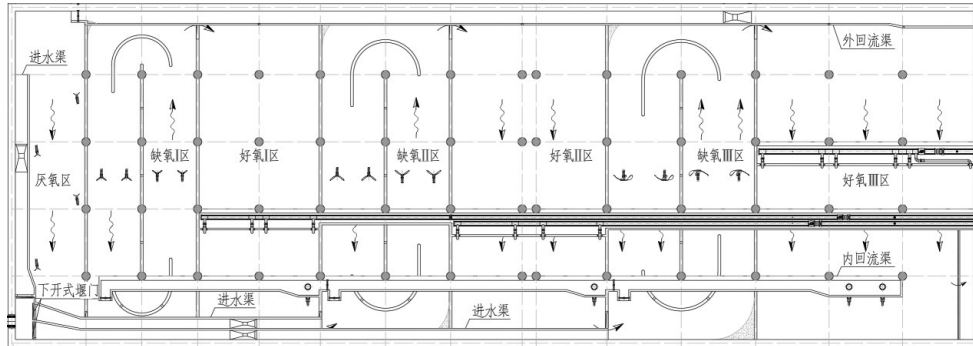 外回流渠
进水渠
缺氧Ⅰ区
好氧Ⅰ区
缺氧Ⅱ区
好氧Ⅱ区
缺氧Ⅲ区
厌氧区
好氧Ⅲ区
内回流渠
下开式堰门
进水渠
进水渠